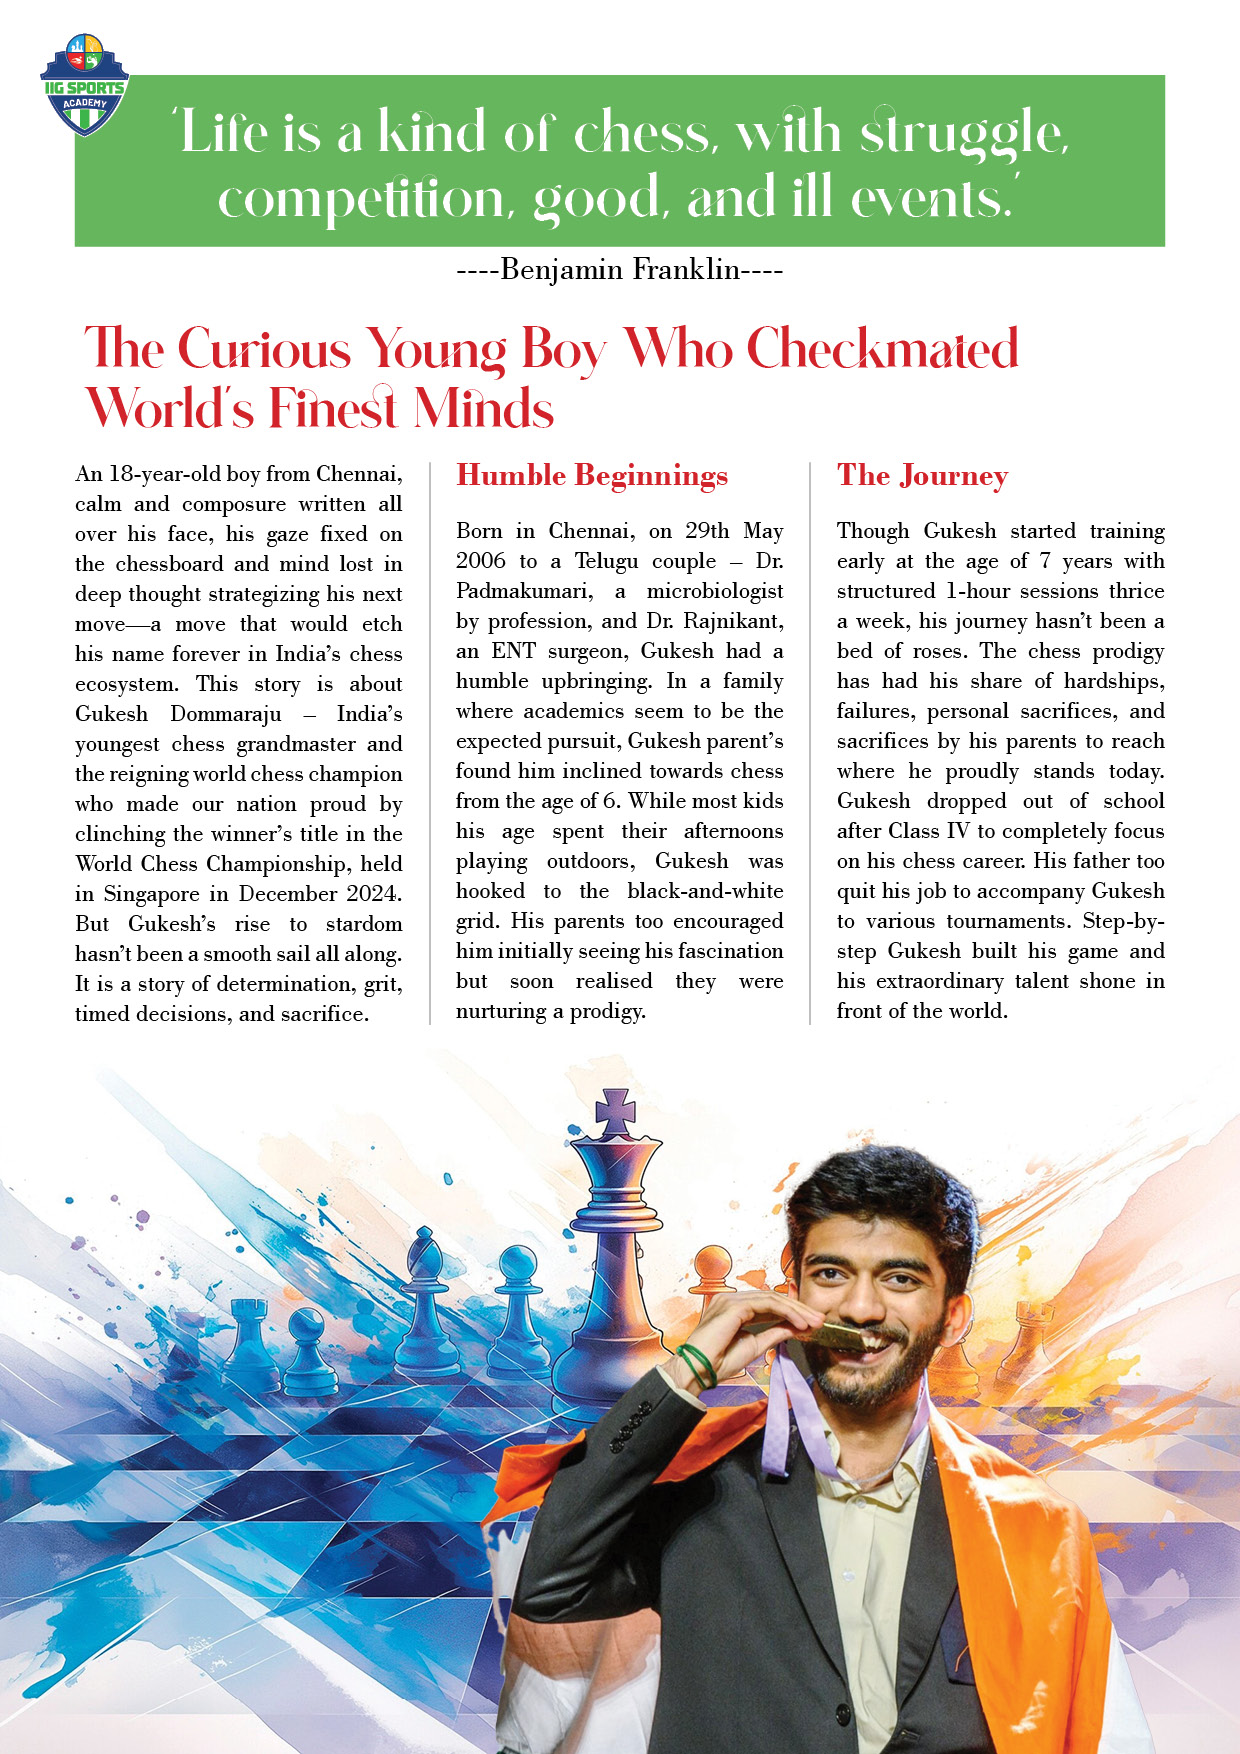 IIG SPORTS
ACADEMY
‘Life is a kind of chess, with struggle,
competition, good, and ill events.’
----Benjamin Franklin----
The Curious Young Boy Who Checkmated
World's Finest Minds
An 18-year-old boy from Chennai,
calm and composure written all
over his face, his gaze fixed on
the chessboard and mind lost in
deep thought strategizing his next
move—a move that would etch
his name forever in India’s chess
ecosystem. This story is about
Gukesh Dommaraju – India’s
youngest chess grandmaster and
the reigning world chess champion
who made our nation proud by
clinching the winner’s title in the
World Chess Championship, held
in Singapore in December 2024.
But Gukesh’s rise to stardom
hasn’t been a smooth sail all along.
It is a story of determination, grit,
timed decisions, and sacrifice.
Humble Beginnings
Born in Chennai, on 29th May
2006 to a Telugu couple – Dr.
Padmakumari, a microbiologist
by profession, and Dr. Rajnikant,
an ENT surgeon, Gukesh had a
humble upbringing. In a family
where academics seem to be the
expected pursuit, Gukesh parent’s
found him inclined towards chess
from the age of 6. While most kids
his age spent their afternoons
playing outdoors, Gukesh was
hooked to the black-and-white
grid. His parents too encouraged
him initially seeing his fascination
but soon realised they were
nurturing a prodigy.
The Journey
Though Gukesh started training
early at the age of 7 years with
structured 1-hour sessions thrice
a week, his journey hasn’t been a
bed of roses. The chess prodigy
has had his share of hardships,
failures, personal sacrifices, and
sacrifices by his parents to reach
where he proudly stands today.
Gukesh dropped out of school
after Class IV to completely focus
on his chess career. His father too
quit his job to accompany Gukesh
to various tournaments. Step-by-
step Gukesh built his game and
his extraordinary talent shone in
front of the world.